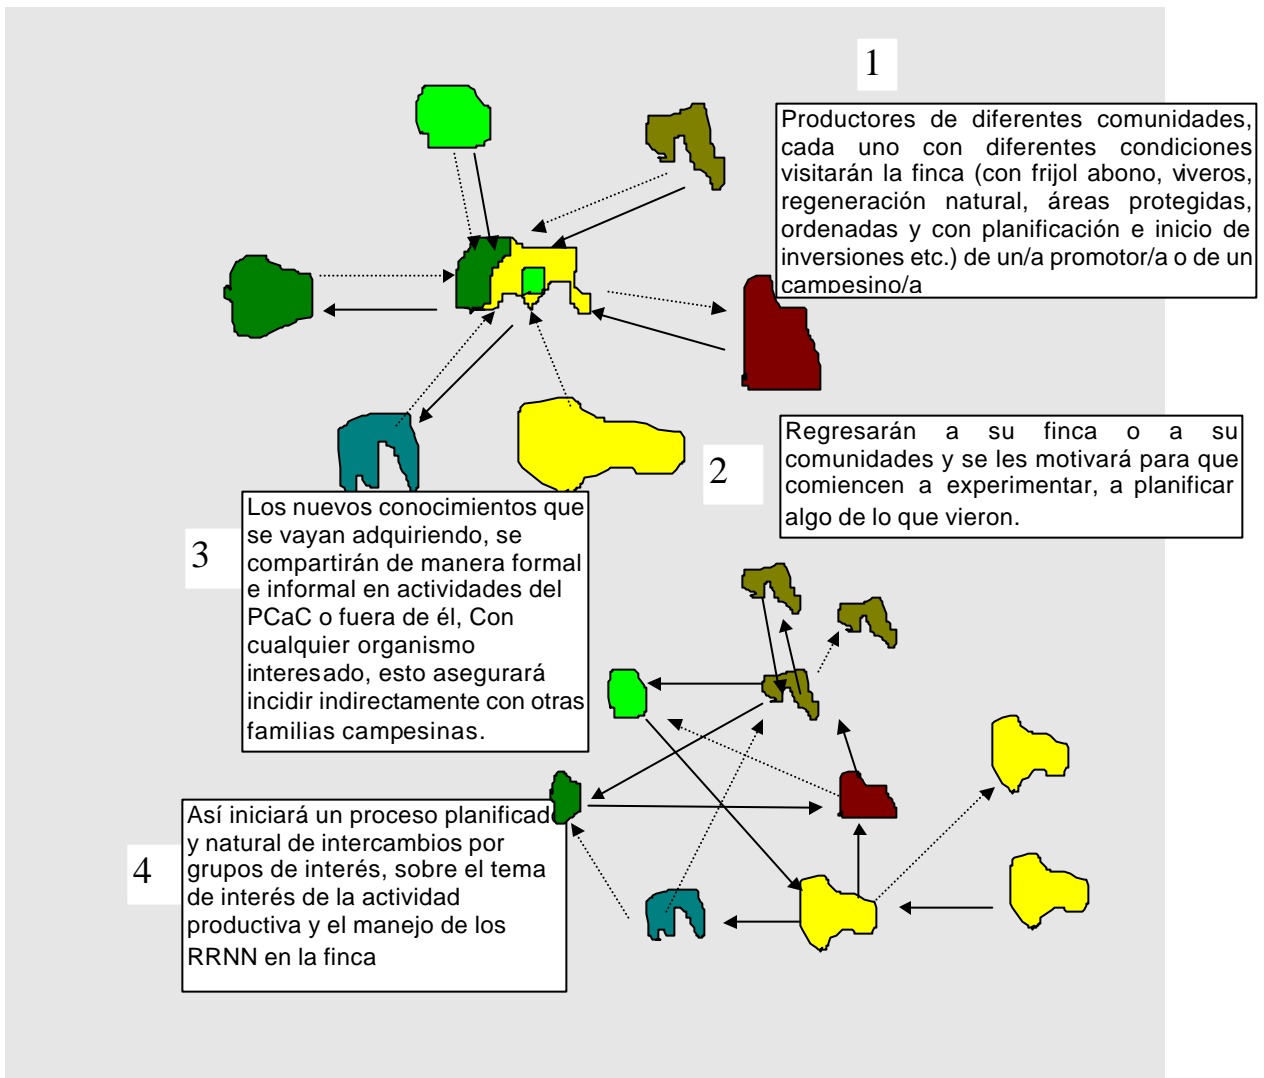 1
Productores de diferentes comunidades,
cada uno con diferentes condiciones
visitarán la finca (con frijol abono, viveros,
regeneración natural, áreas protegidas,
ordenadas y con planificación e inicio de
inversiones etc.) de un/a promotor/a o de un
campesino/a
2
Regresarán a su finca o a su
comunidades y se les motivará para que
comiencen a experimentar, a planificar
algo de lo que vieron.
3
Los nuevos conocimientos que
se vayan adquiriendo, se
compartirán de manera formal
e informal en actividades del
PCaC o fuera de él, Con
cualquier organismo
interesado, esto asegurará
incidir indirectamente con otras
familias campesinas.
4
Así iniciará un proceso planificado
y natural de intercambios por
grupos de interés, sobre el tema
de interés de la actividad
productiva y el manejo de los
RRNN en la finca